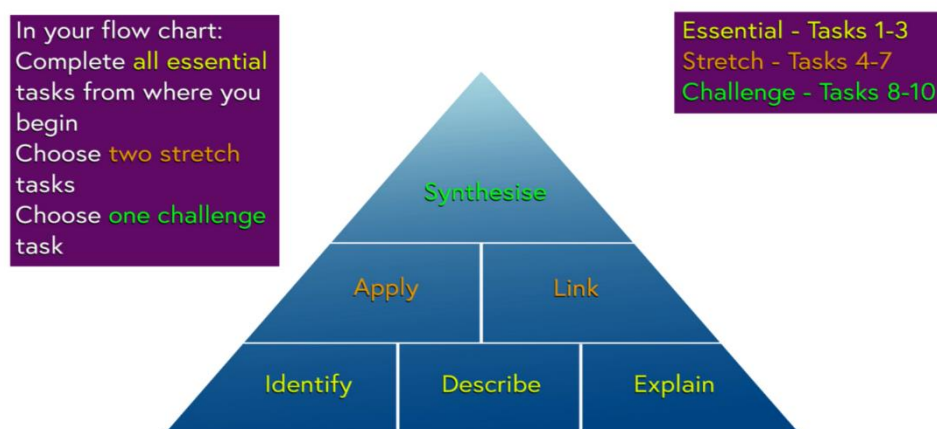 In your flow chart:
Complete all essential
tasks from where you
begin
Choose two stretch
tasks
Choose one challenge
task
Essential - Tasks 1-3
Stretch - Tasks 4-7
Challenge - Tasks 8-10
Synthesise
Apply
Link
Identify
Describe
Explain